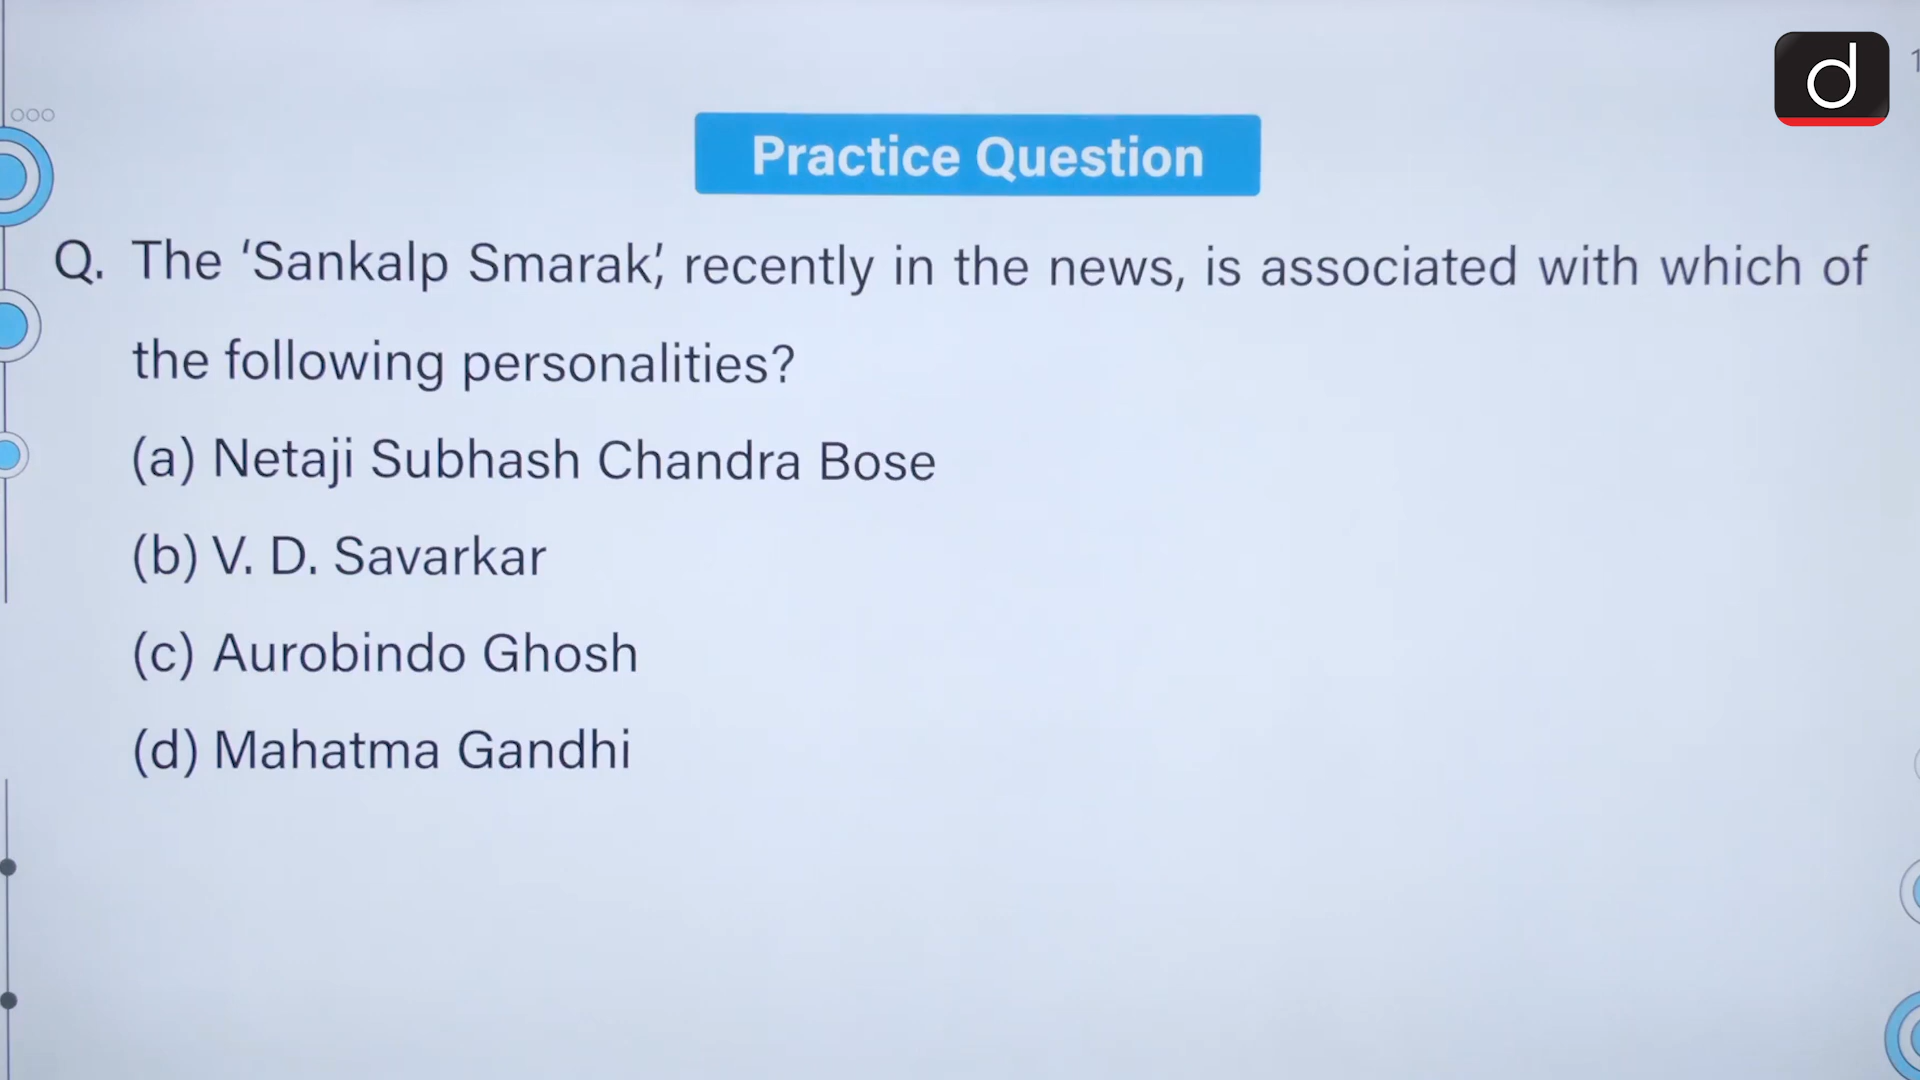 d
1
Practice Question
Q. The ‘Sankalp Smarak’, recently in the news, is associated with which of
the following personalities?
(a) Netaji Subhash Chandra Bose
(b) V. D. Savarkar
(c) Aurobindo Ghosh
(d) Mahatma Gandhi